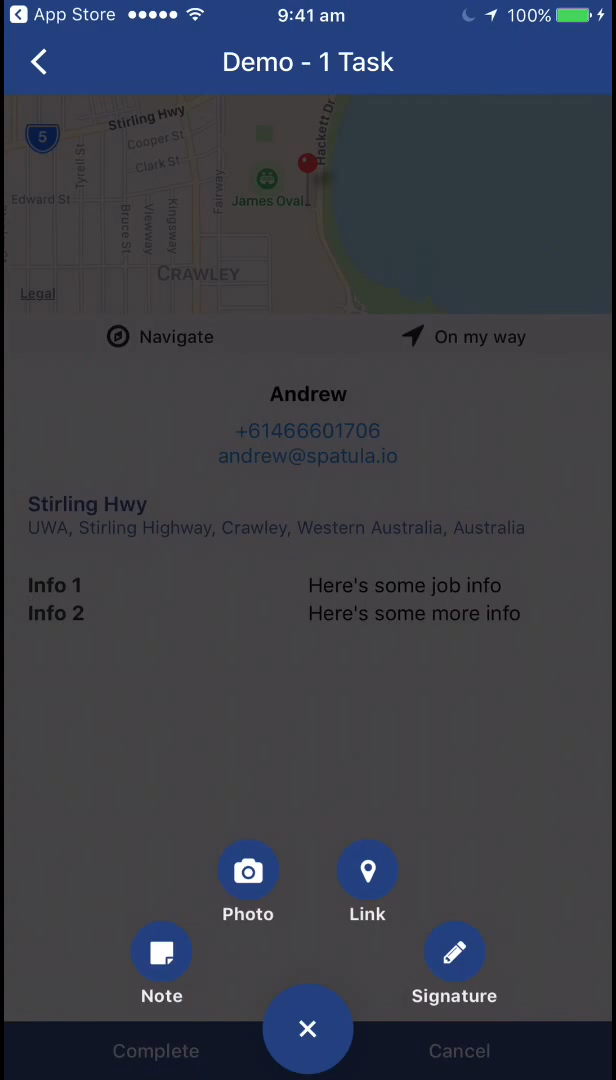 App Store 9:41 am 100%
Demo - 1 Task
Stirling Hwy
5
Cooper St
Clark St
Tyrell St
Hackett Dr
Edward St
Fairway
James Oval
Bruce St
Viewway
Kingsway
CRAWLEY
Legal
Navigate On my way
Andrew
+61466601706
andrew@spatula.io
Stirling Hwy
UWA, Stirling Highway, Crawley, Western Australia, Australia
Info 1 Here's some job info
Info 2 Here's some more info
Photo Link
Note Signature
Complete Cancel